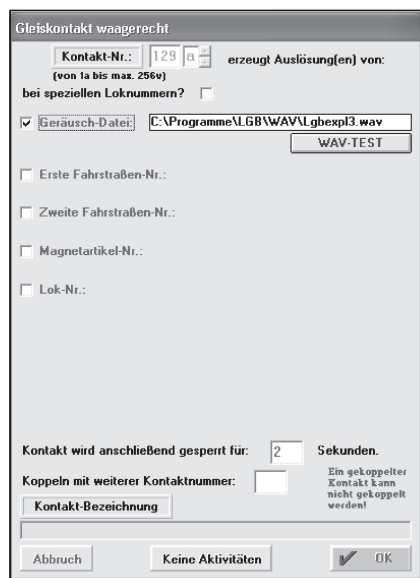 Gleiskontakt waagerecht
Kontakt-Nr.: 129 a erzeugt Auslösung(en) von:
(von 1a bis max. 256v)
bei speziellen Loknummern?
Geräusch-Datei: C:\Programme\LGB\WAV\Lgbexpl3.wav
WAV-TEST
Erste Fahrstraßen-Nr.:
Zweite Fahrstraßen-Nr.:
Magnetartikel-Nr.:
Lok-Nr.:
Kontakt wird anschließend gesperrt für: 2 Sekunden.
Koppeln mit weiterer Kontaktnummer:
Ein gekoppelter
Kontakt kann
nicht gekoppelt
werden!
Kontakt-Bezeichnung
Abbruch Keine Aktivitäten OK